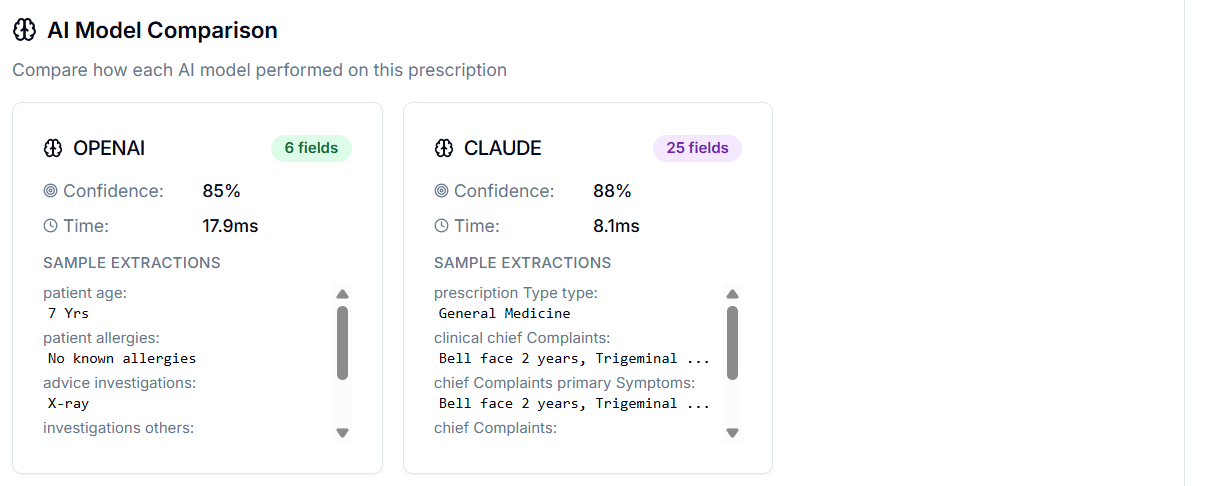 AI Model Comparison
Compare how each AI model performed on this prescription
OPENAI
6 fields
Confidence: 85%
Time: 17.9ms
SAMPLE EXTRACTIONS
patient age:
7 Yrs
patient allergies:
No known allergies
advice investigations:
X-ray
investigations others:
CLAUDE
25 fields
Confidence: 88%
Time: 8.1ms
SAMPLE EXTRACTIONS
prescription Type type:
General Medicine
clinical chief Complaints:
Bell face 2 years, Trigeminal ...
chief Complaints primary Symptoms:
Bell face 2 years, Trigeminal ...
chief Complaints: